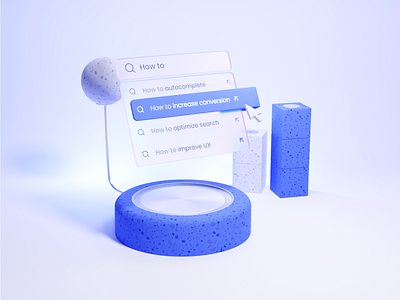 How to
How to autocomplete
How to increase conversion
How to optimize search
How to improve UX